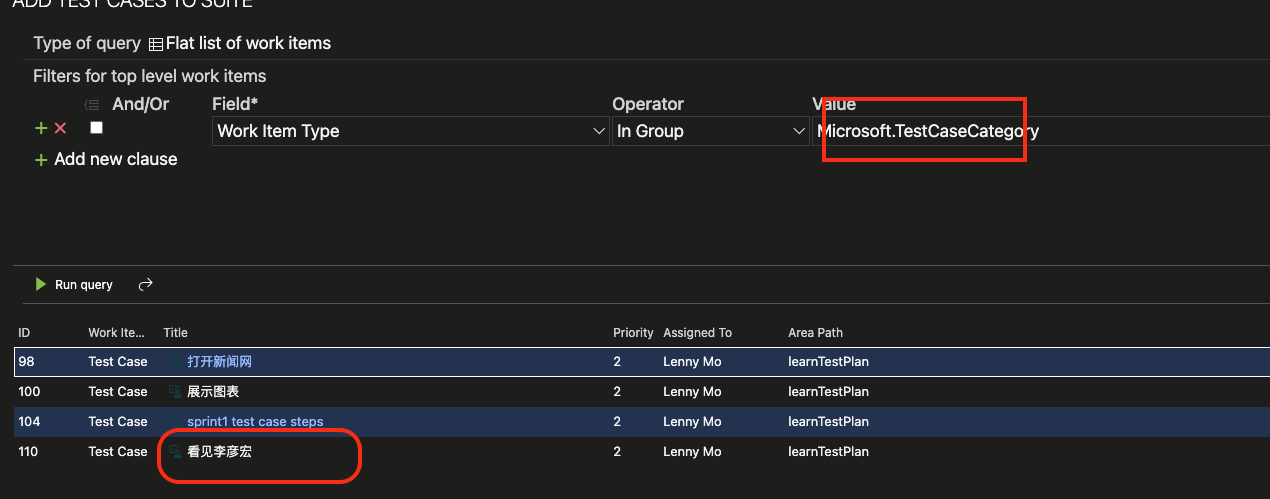 ADD TEST CASES TO SUITE
Type of query Flat list of work items
Filters for top level work items
And/Or Field* Operator Value
Work Item Type In Group Microsoft.TestCaseCategory
Add new clause
Run query
ID Work Ite... Title Priority Assigned To Area Path
98 Test Case 打开新闻网 2 Lenny Mo learnTestPlan
100 Test Case 展示图表 2 Lenny Mo learnTestPlan
104 Test Case sprint1 test case steps 2 Lenny Mo learnTestPlan
110 Test Case 看见李彦宏 2 Lenny Mo learnTestPlan